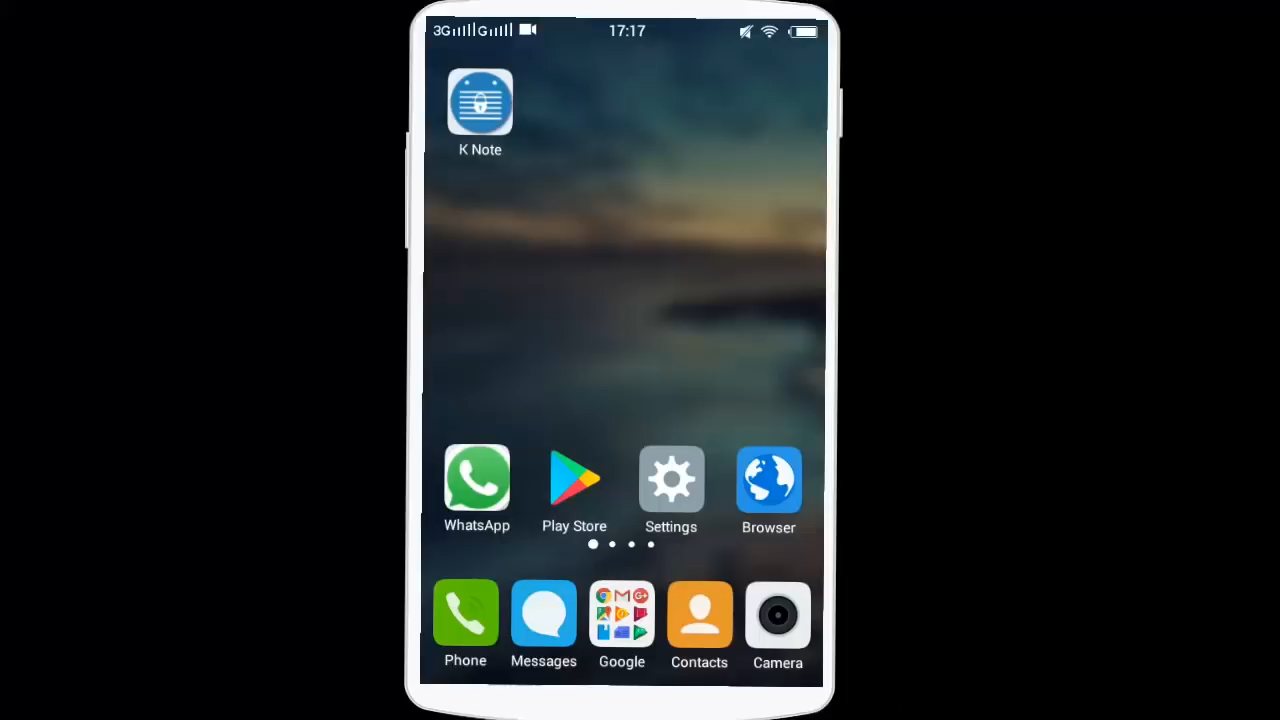 3G G 17:17
K Note
WhatsApp Play Store Settings Browser
Phone Messages Google Contacts Camera